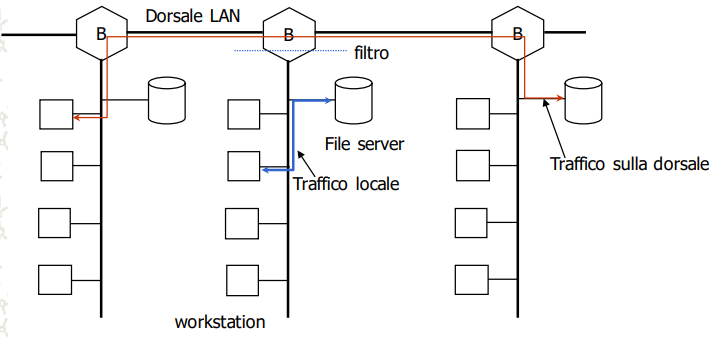 Dorsale LAN
B
B
B
filtro
File server
Traffico sulla dorsale
Traffico locale
workstation